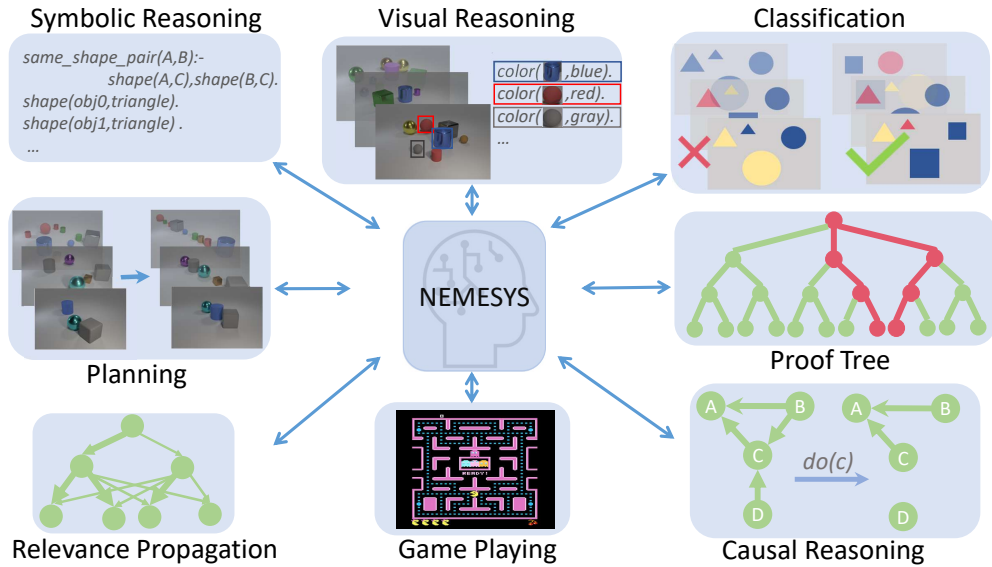 Symbolic Reasoning
same_shape_pair(A,B):-
shape(A,C),shape(B,C).
shape(obj0,triangle).
shape(obj1,triangle) .
...
Visual Reasoning
color( ,blue).
color( ,red).
color( ,gray).
...
Classification
Planning
NEMESYS
Proof Tree
Relevance Propagation
READY!
Game Playing
A B A B
C C
do(c)
D D
Causal Reasoning